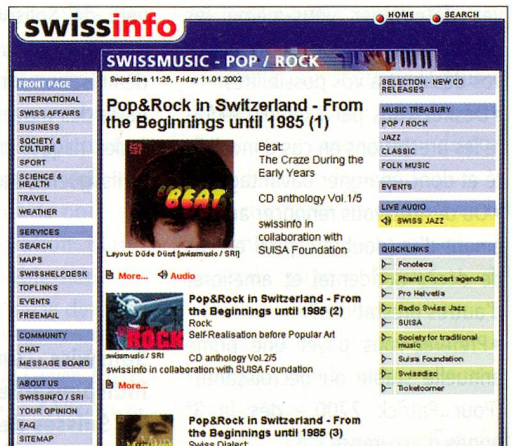 swissinfo
HOME
SEARCH
SWISSMUSIC - POP / ROCK
FRONT PAGE
INTERNATIONAL
SWISS AFFAIRS
BUSINESS
SOCIETY &
CULTURE
SPORT
SCIENCE &
HEALTH
TRAVEL
WEATHER
SERVICES
SEARCH
MAPS
SWISSHELPDESK
TOPLINKS
EVENTS
FREEMAIL
COMMUNITY
CHAT
MESSAGE BOARD
ABOUT US
SWISSINFO / SRI
YOUR OPINION
FAQ
SITEMAP
Swiss time 11:25, Friday 11.01.2002
Pop&Rock in Switzerland - From
the Beginnings until 1985 (1)
BEAT
Beat:
The Craze During the
Early Years
CD anthology Vol.1/5
swissinfo in
collaboration with
SUISA Foundation
Layout: Düde Dürst (swissmusic / SRI)
More...
Audio
ROCK
swissmusic / SRI
Pop&Rock in Switzerland - From
the Beginnings until 1985 (2)
Rock:
Self-Realisation before Popular Art
CD anthology Vol.2/5
swissinfo in collaboration with SUISA Foundation
More...
Pop&Rock in Switzerland - From
the Beginnings until 1985 (3)
Swiss Dialect:
SELECTION - NEW CD
RELEASES
MUSIC TREASURY
POP / ROCK
JAZZ
CLASSIC
FOLK MUSIC
EVENTS
LIVE AUDIO
SWISS JAZZ
QUICKLINKS
Fonoteca
Phant! Concert agenda
Pro Helvetia
Radio Swiss Jazz
SUISA
Society for traditional
music
Suisa Foundation
Swissdisc
Ticketcorner